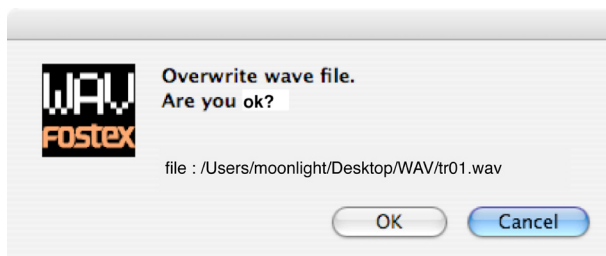 WAV
FOSTEX
Overwrite wave file.
Are you ok?
file : /Users/moonlight/Desktop/WAV/tr01.wav
OK
Cancel